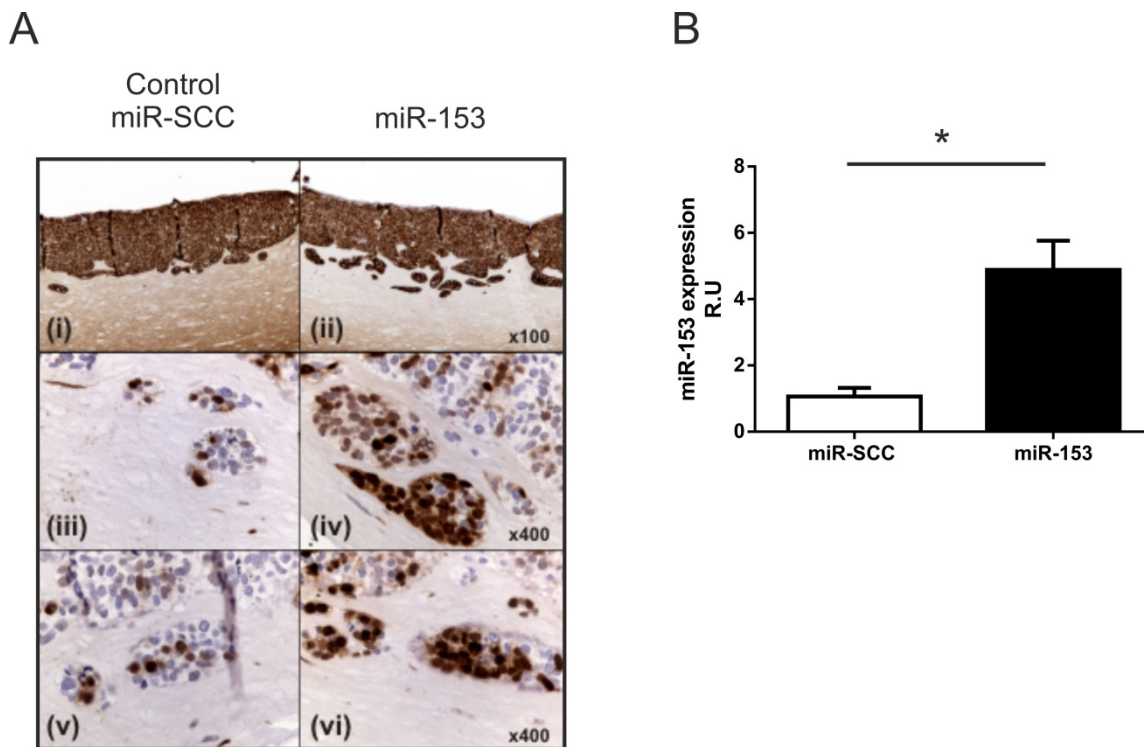 A
Control
miR-SCC
miR-153
(i)
(ii)
x100
(iii)
(iv)
x400
(v)
(vi)
x400
B
*
miR-153 expression
R.U
8
6
4
2
0
miR-SCC
miR-153